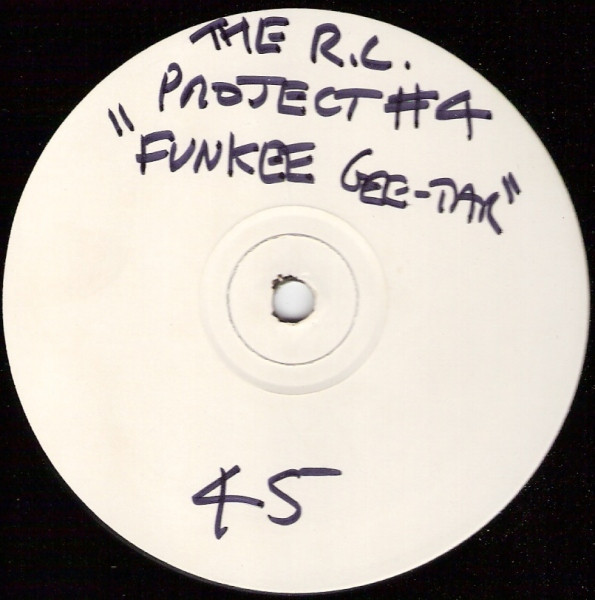 THE R.C.
PROJECT #4
"FUNKEE GEE-TAR"
45